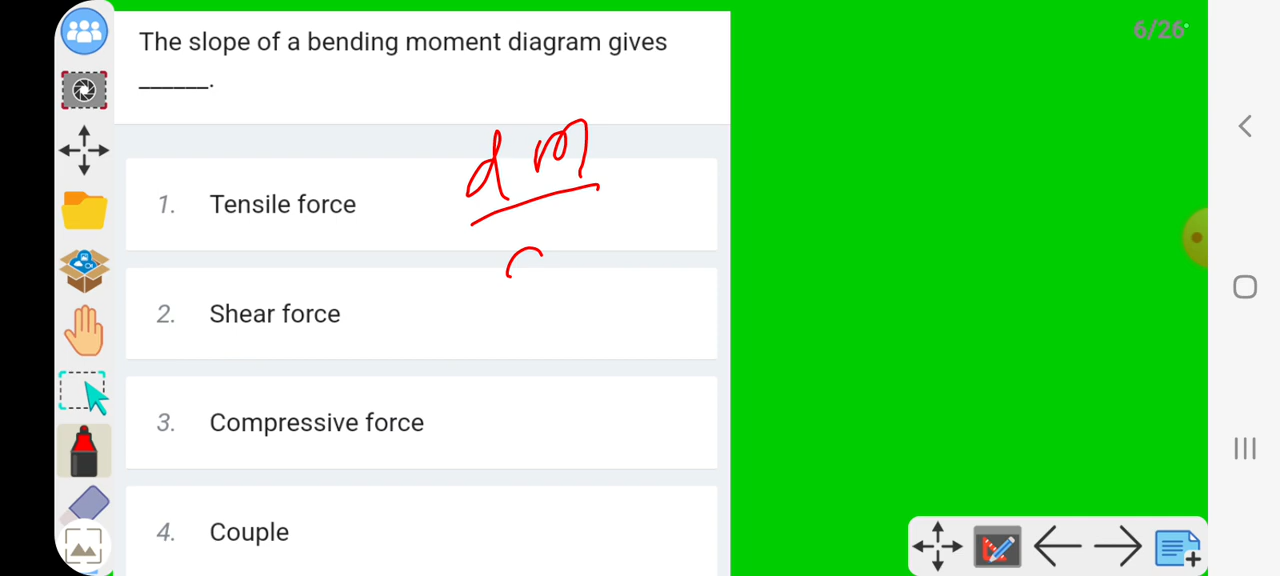 6/26
The slope of a bending moment diagram gives
______.
d m
1. Tensile force
2. Shear force
3. Compressive force
4. Couple